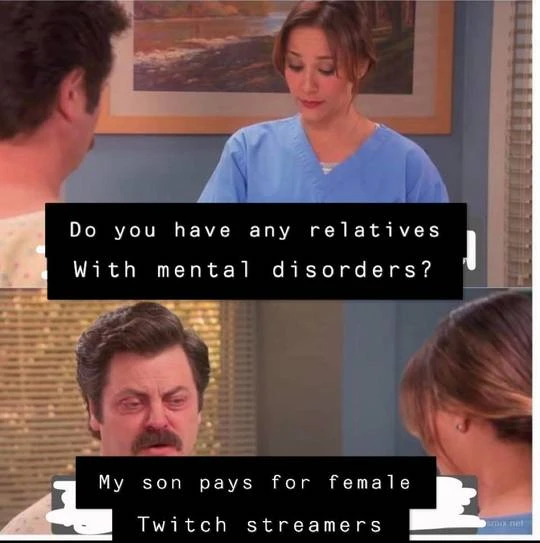 Do you have any relatives
With mental disorders?
My son pays for female
Twitch streamers